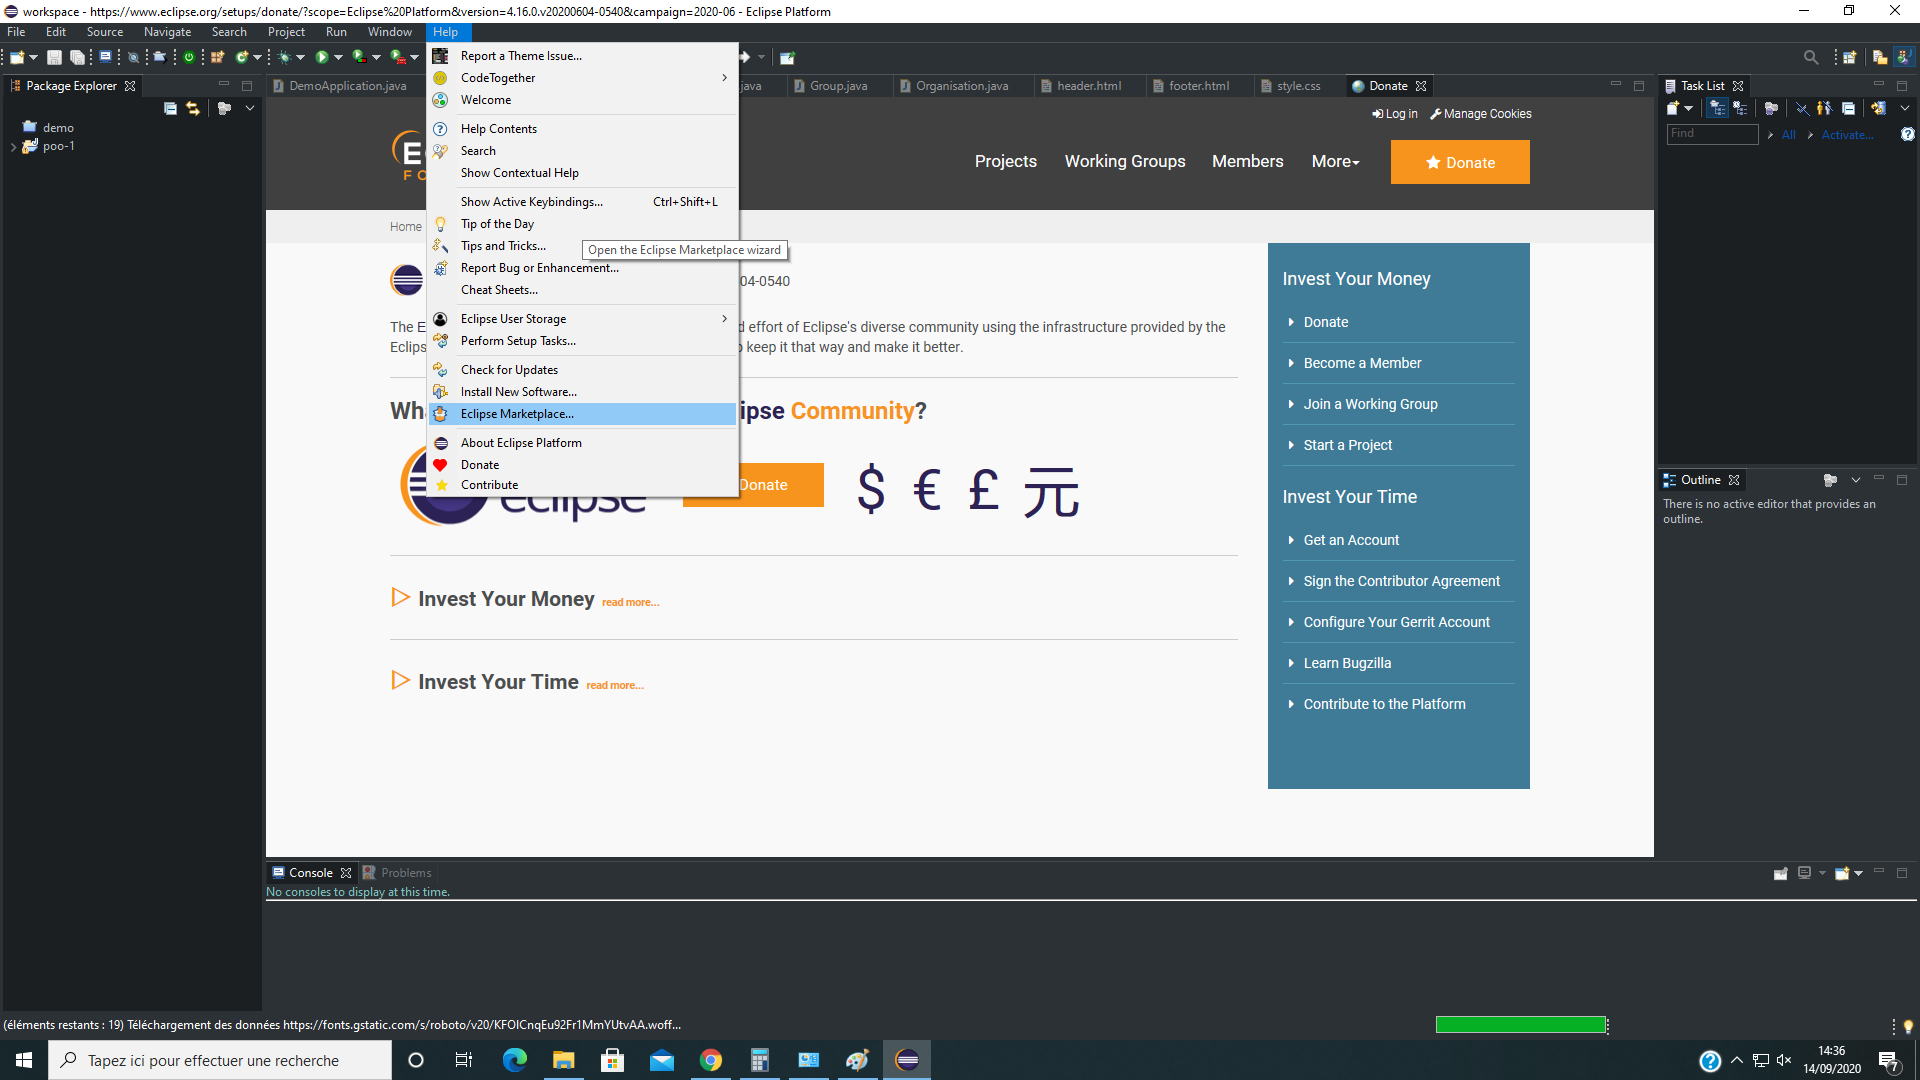 workspace - https://www.eclipse.org/setups/donate/?scope=Eclipse%20Platform&version=4.16.0.v20200604-0540&campaign=2020-06 - Eclipse Platform
File Edit Source Navigate Search Project Run Window Help
Package Explorer
demo
poo-1
DemoApplication.java
java
Group.java
Organisation.java
header.html
footer.html
style.css
Donate
Report a Theme Issue...
CodeTogether
Welcome
Help Contents
Search
Show Contextual Help
Show Active Keybindings... Ctrl+Shift+L
Tip of the Day
Tips and Tricks...
Open the Eclipse Marketplace wizard
Report Bug or Enhancement...
Cheat Sheets...
Eclipse User Storage
Perform Setup Tasks...
Check for Updates
Install New Software...
Eclipse Marketplace...
About Eclipse Platform
Donate
Contribute
Log in Manage Cookies
Projects Working Groups Members More Donate
Home
04-0540
The E
d effort of Eclipse's diverse community using the infrastructure provided by the
Eclips
keep it that way and make it better.
Wh
lipse Community?
eclipse
Donate
$ € £ 元
Invest Your Money read more...
Invest Your Time read more...
Invest Your Money
Donate
Become a Member
Join a Working Group
Start a Project
Invest Your Time
Get an Account
Sign the Contributor Agreement
Configure Your Gerrit Account
Learn Bugzilla
Contribute to the Platform
Task List
Find All Activate...
Outline
There is no active editor that provides an
outline.
Console Problems
No consoles to display at this time.
(éléments restants : 19) Téléchargement des données https://fonts.gstatic.com/s/roboto/v20/KFOlCnqEu92Fr1MmYUtvAA.woff...
Tapez ici pour effectuer une recherche
14:36
14/09/2020
7